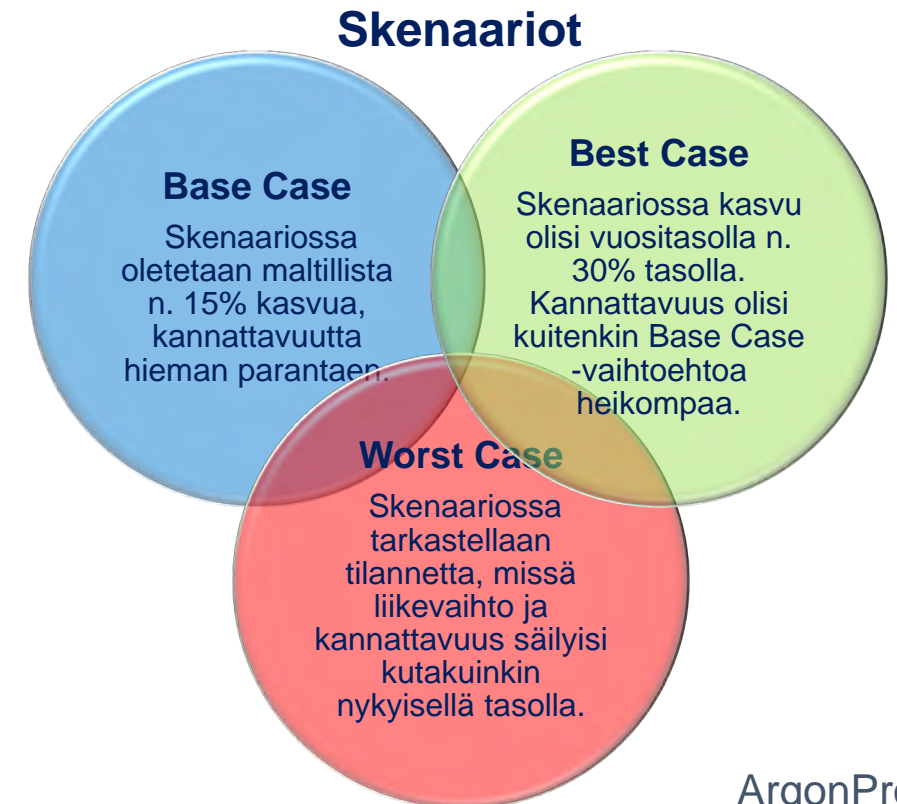 Skenaariot
Base Case
Skenaariossa
oletetaan maltillista
n. 15% kasvua,
kannattavuutta
hieman parantaen.
Best Case
Skenaariossa kasvu
olisi vuositasolla n.
30% tasolla.
Kannattavuus olisi
kuitenkin Base Case
-vaihtoehtoa
heikompaa.
Worst Case
Skenaariossa
tarkastellaan
tilannetta, missä
liikevaihto ja
kannattavuus säilyisi
kutakuinkin
nykyisellä tasolla.